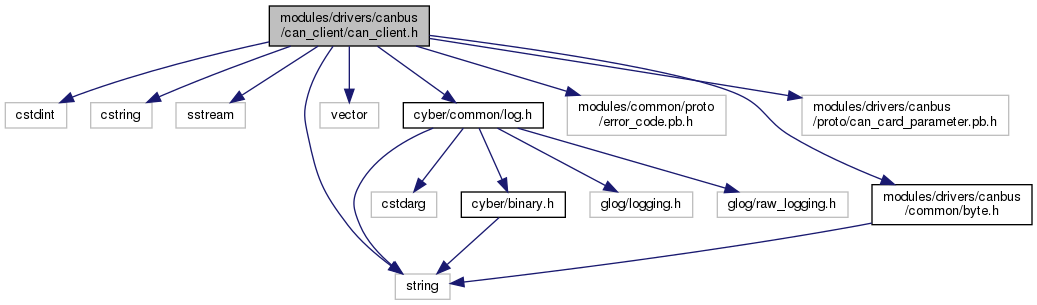 modules/drivers/canbus
/can_client/can_client.h
cstdint
cstring
sstream
vector
cyber/common/log.h
modules/common/proto
/error_code.pb.h
modules/drivers/canbus
/proto/can_card_parameter.pb.h
cstdarg
cyber/binary.h
glog/logging.h
glog/raw_logging.h
modules/drivers/canbus
/common/byte.h
string